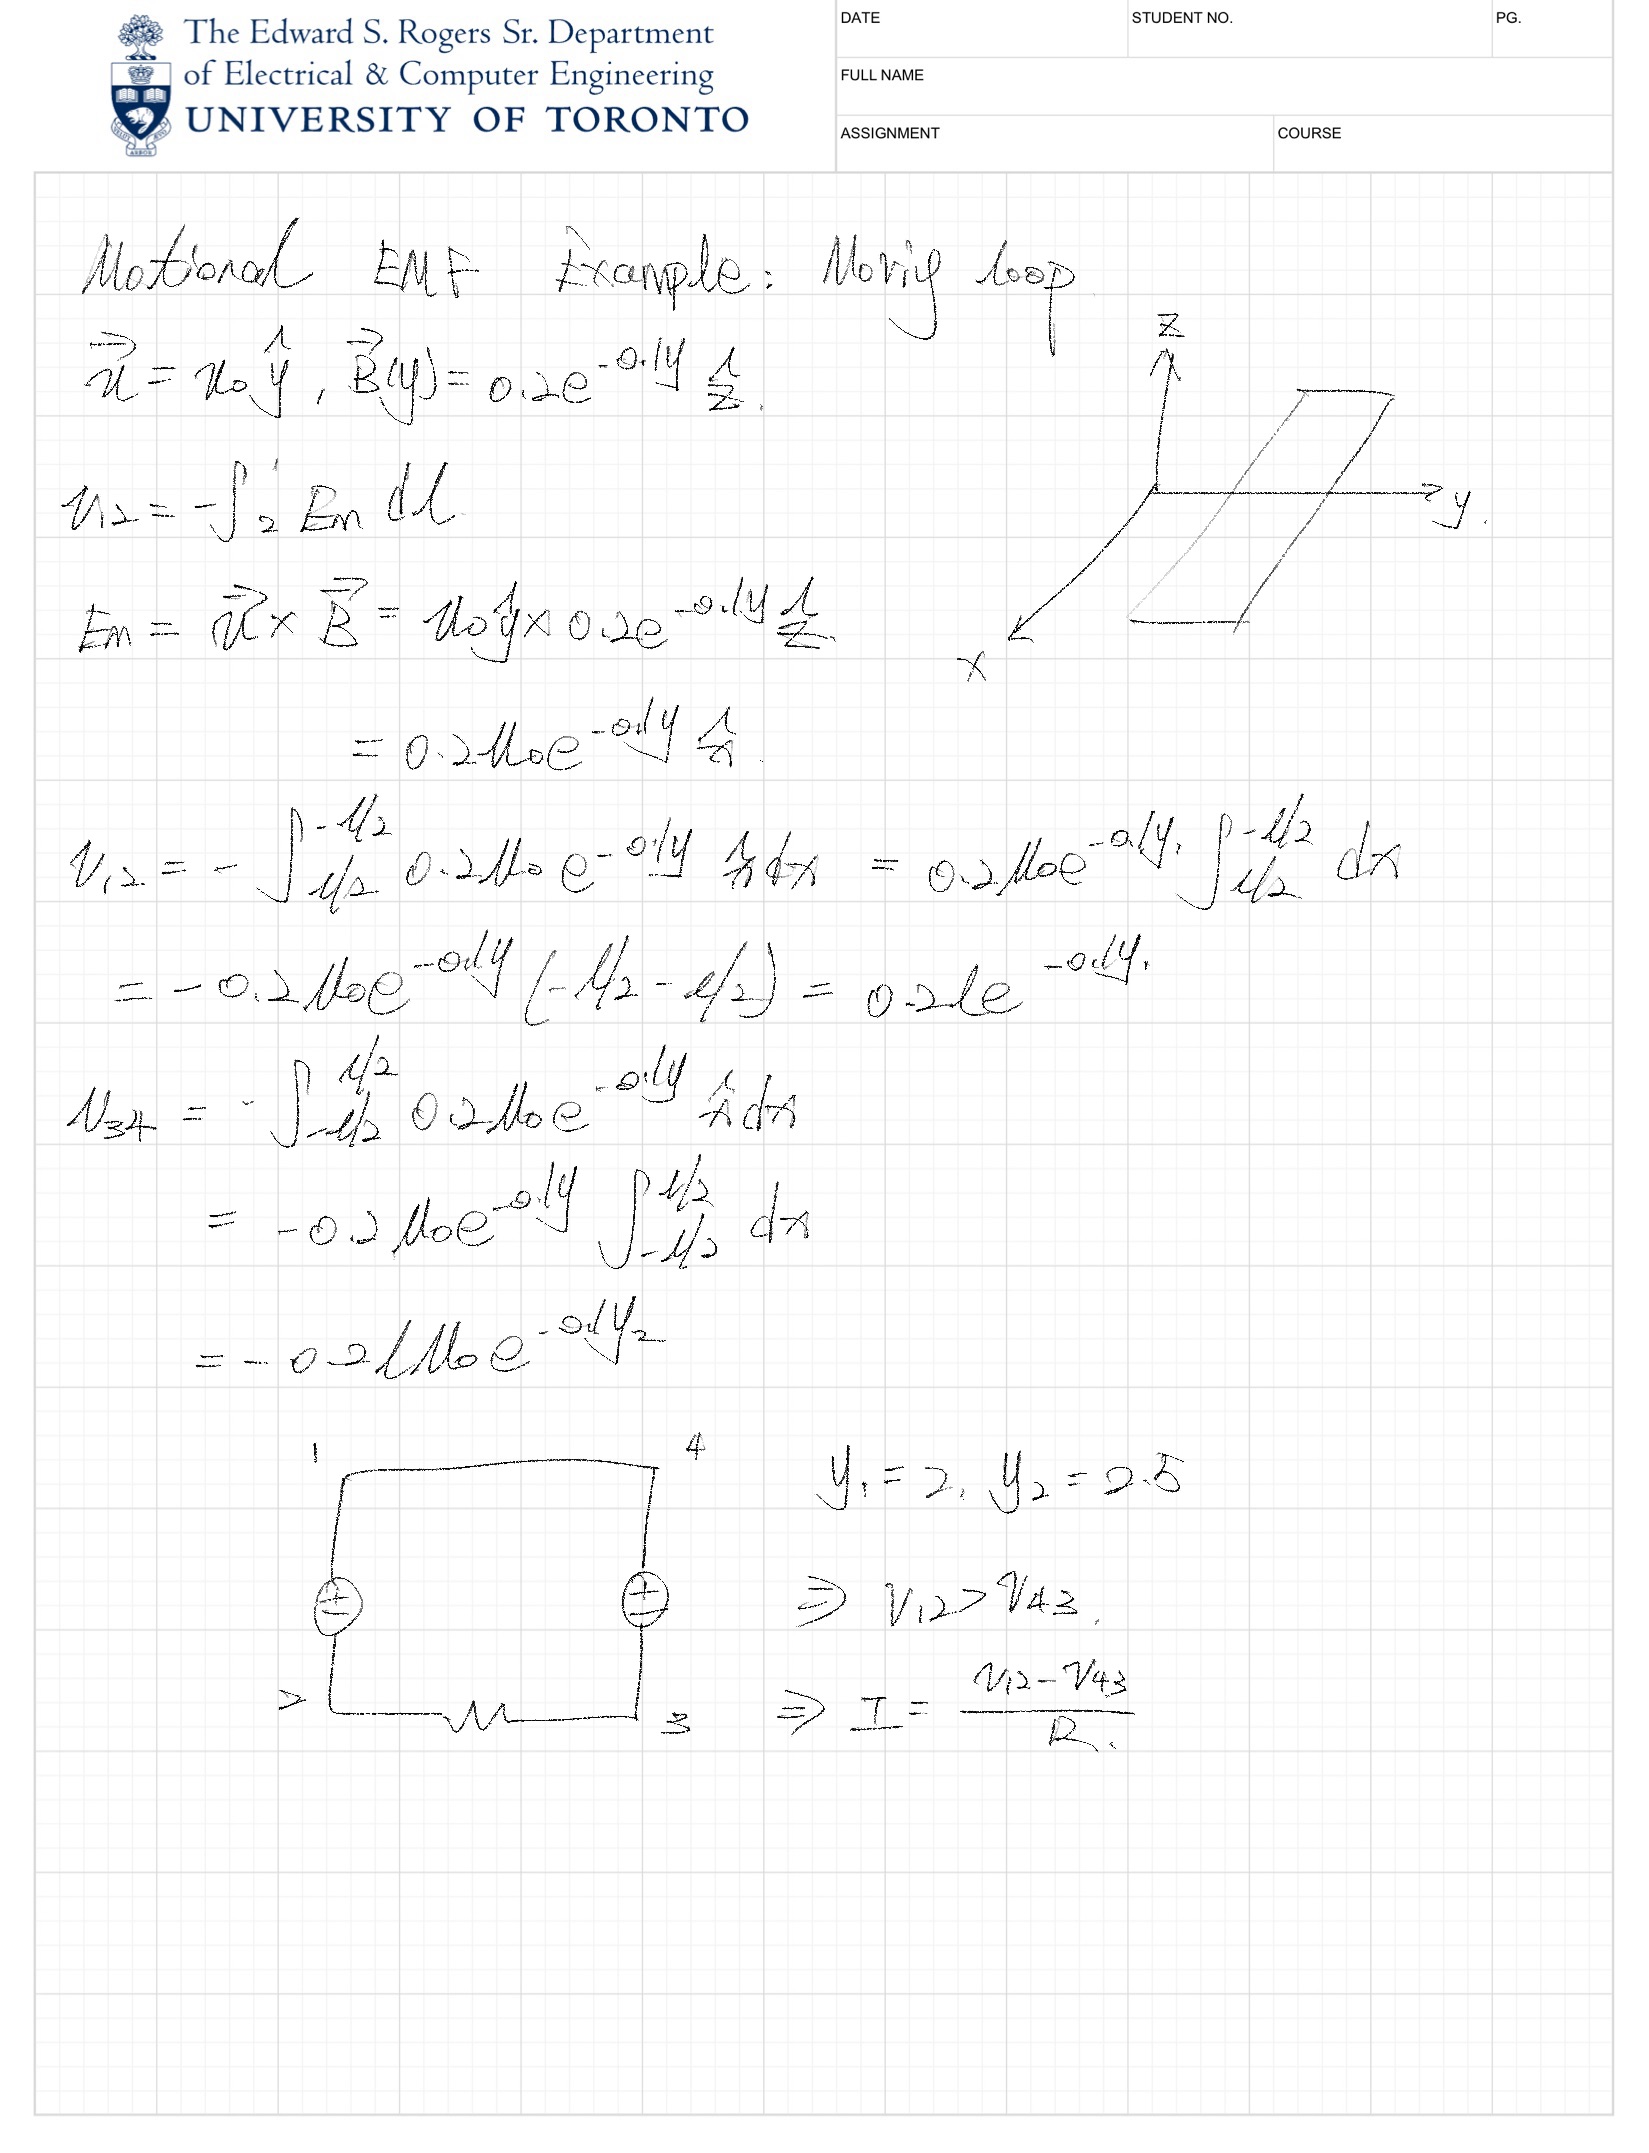 The Edward S. Rogers Sr. Department
of Electrical & Computer Engineering
UNIVERSITY OF TORONTO
DATE
STUDENT NO.
PG.
FULL NAME
ASSIGNMENT
COURSE
Motional EMF Example: Movig loop
u⃗ = u₀ŷ, B⃗(y) = 0.2e^{-0.1y} ẑ.
V₁₂ = -∫₂¹ Em dl
Em = u⃗ × B⃗ = u₀ŷ × 0.2e^{-0.1y} ẑ.
= 0.2u₀e^{-0.1y} x̂.
V₁₂ = -∫_{l/2}^{-l/2} 0.2u₀e^{-0.1y} x̂dx = 0.2u₀e^{-0.1y₁} ∫_{l/2}^{-l/2} dx
= -0.2u₀e^{-0.1y} (-l/2 - l/2) = 0.2le^{-0.1y₁}
V₃₄ = -∫_{-l/2}^{l/2} 0.2u₀e^{-0.1y} x̂dx
= -0.2u₀e^{-0.1y} ∫_{-l/2}^{l/2} dx
= -0.2lu₀e^{-0.1y₂}
z
y.
x
1
4
+
-
+
-
2
3
y₁ = 2, y₂ = 2.5
⇒ V₁₂ > V₄₃.
⇒ I = (V₁₂ - V₄₃)/R.